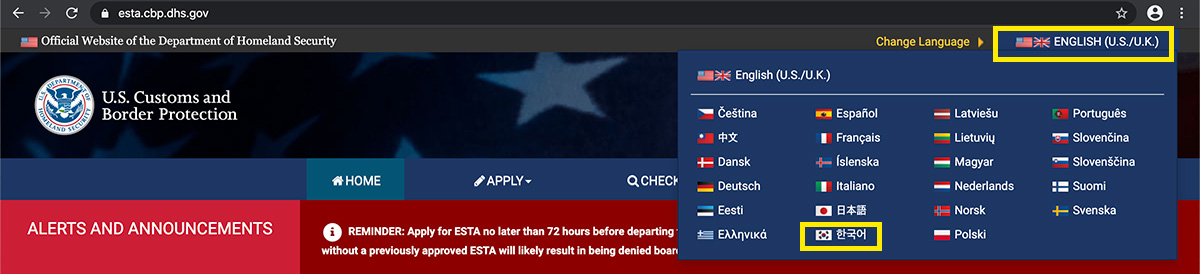 esta.cbp.dhs.gov
Official Website of the Department of Homeland Security
Change Language
ENGLISH (U.S./U.K.)
U.S. DEPARTMENT OF HOMELAND SECURITY
U.S. Customs and
Border Protection
English (U.S./U.K.)
Čeština Español Latviešu Português
中文 Français Lietuvių Slovenčina
Dansk Íslenska Magyar Slovenščina
Deutsch Italiano Nederlands Suomi
Eesti 日本語 Norsk Svenska
Ελληνικά 한국어 Polski
HOME APPLY CHECK
ALERTS AND ANNOUNCEMENTS
REMINDER: Apply for ESTA no later than 72 hours before departing
without a previously approved ESTA will likely result in being denied boar